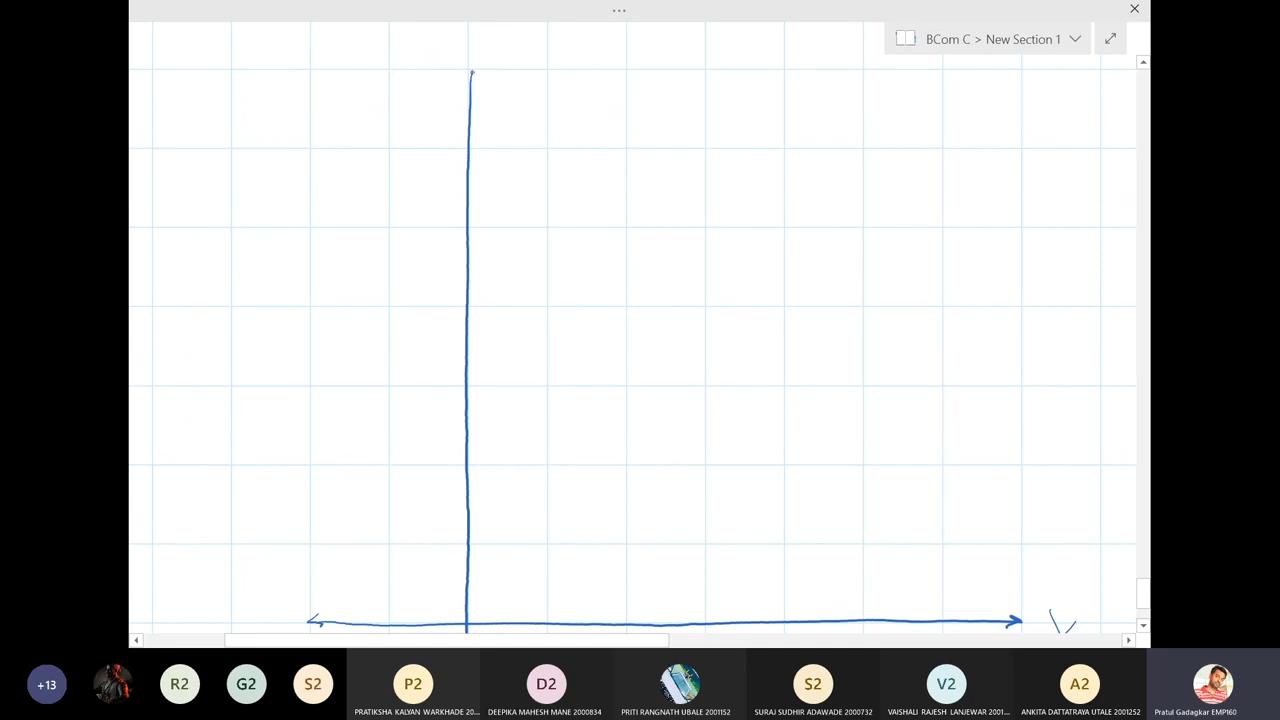 BCom C > New Section 1
+13
R2
G2
S2
P2
D2
S2
V2
A2
PRATIKSHA KALYAN WARKHADE 20...
DEEPIKA MAHESH MANE 2000834
PRITI RANGNATH UBALE 2001152
SURAJ SUDHIR ADAWADE 2000732
VAISHALI RAJESH LANJEWAR 2001...
ANKITA DATTATRAYA UTALE 2001252
Pratul Gadagkar EMP160